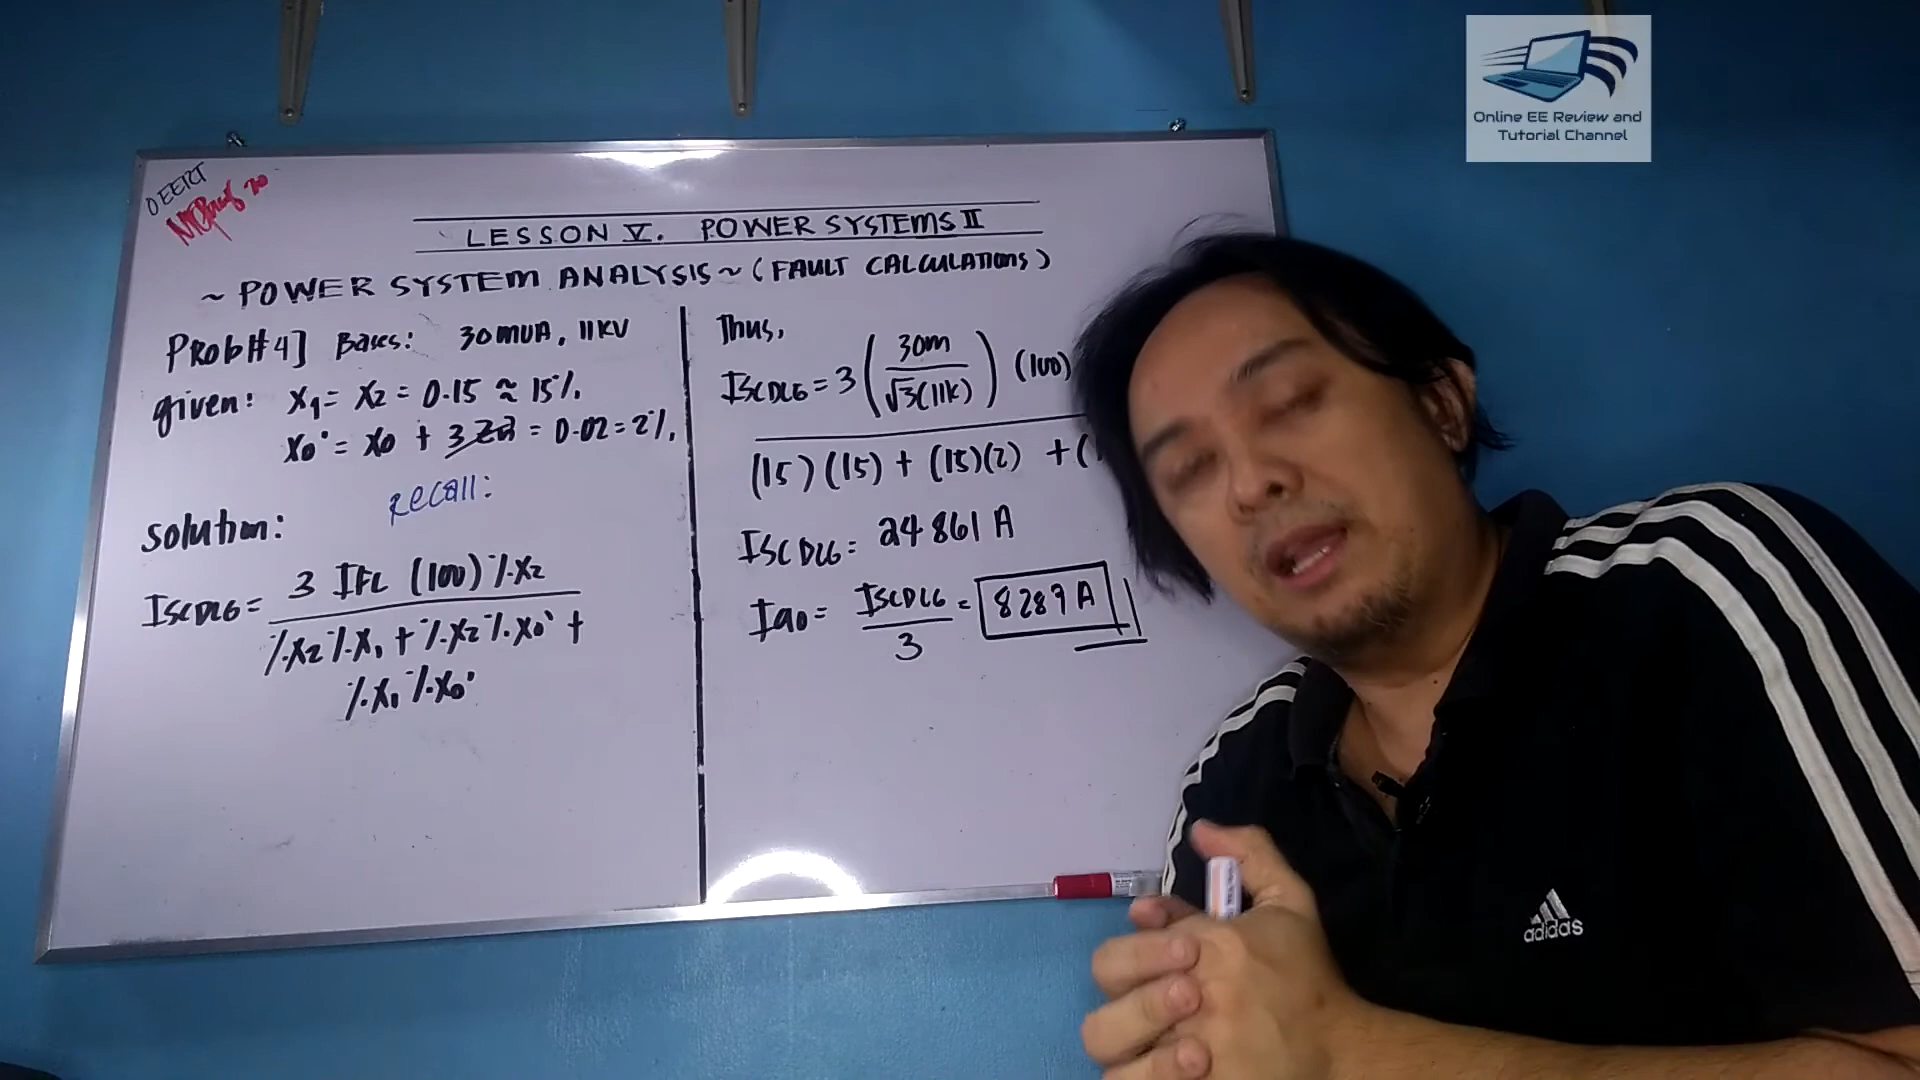 Online EE Review and
Tutorial Channel
OEERT
LESSON V. POWER SYSTEMS II
~ POWER SYSTEM ANALYSIS ~ (FAULT CALCULATIONS)
Prob#4] Bases: 30MVA, 11KV
given: X1 = X2 = 0.15 ≈ 15%
X0' = X0 + 3 = 0.02 = 2%
recall:
solution:
ISCDLG = 3 IFL (100) %X2
%X2 %X1 + %X2 %X0' +
%X1 %X0'
Thus,
ISCDLG = 3 (30M / √3(11k)) (100)
(15)(15) + (15)(2) + (
ISCDLG = 24861 A
Ia0 = ISCDLG / 3 = 8289 A
adidas